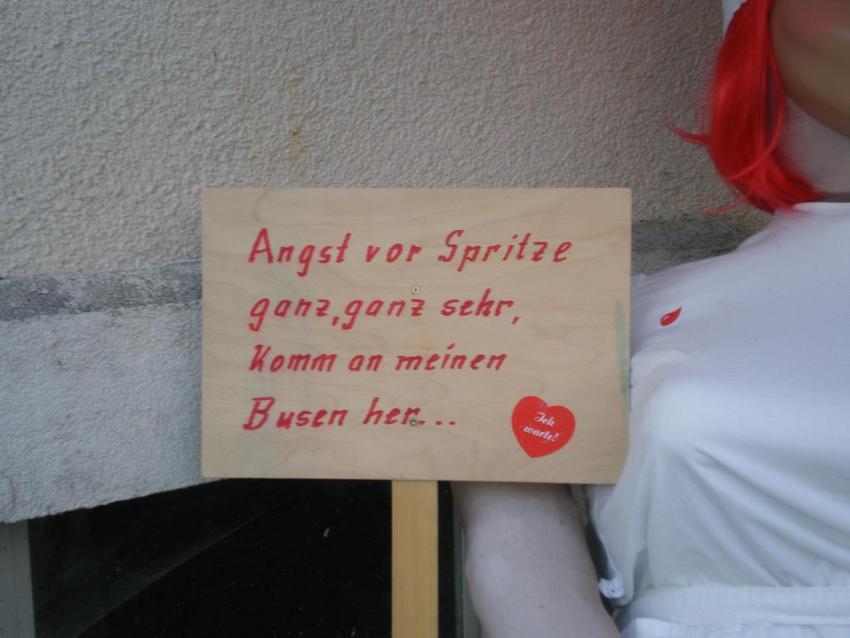 Angst vor Spritze
ganz, ganz sehr,
Komm an meinen
Busen her...
Ich
warte!